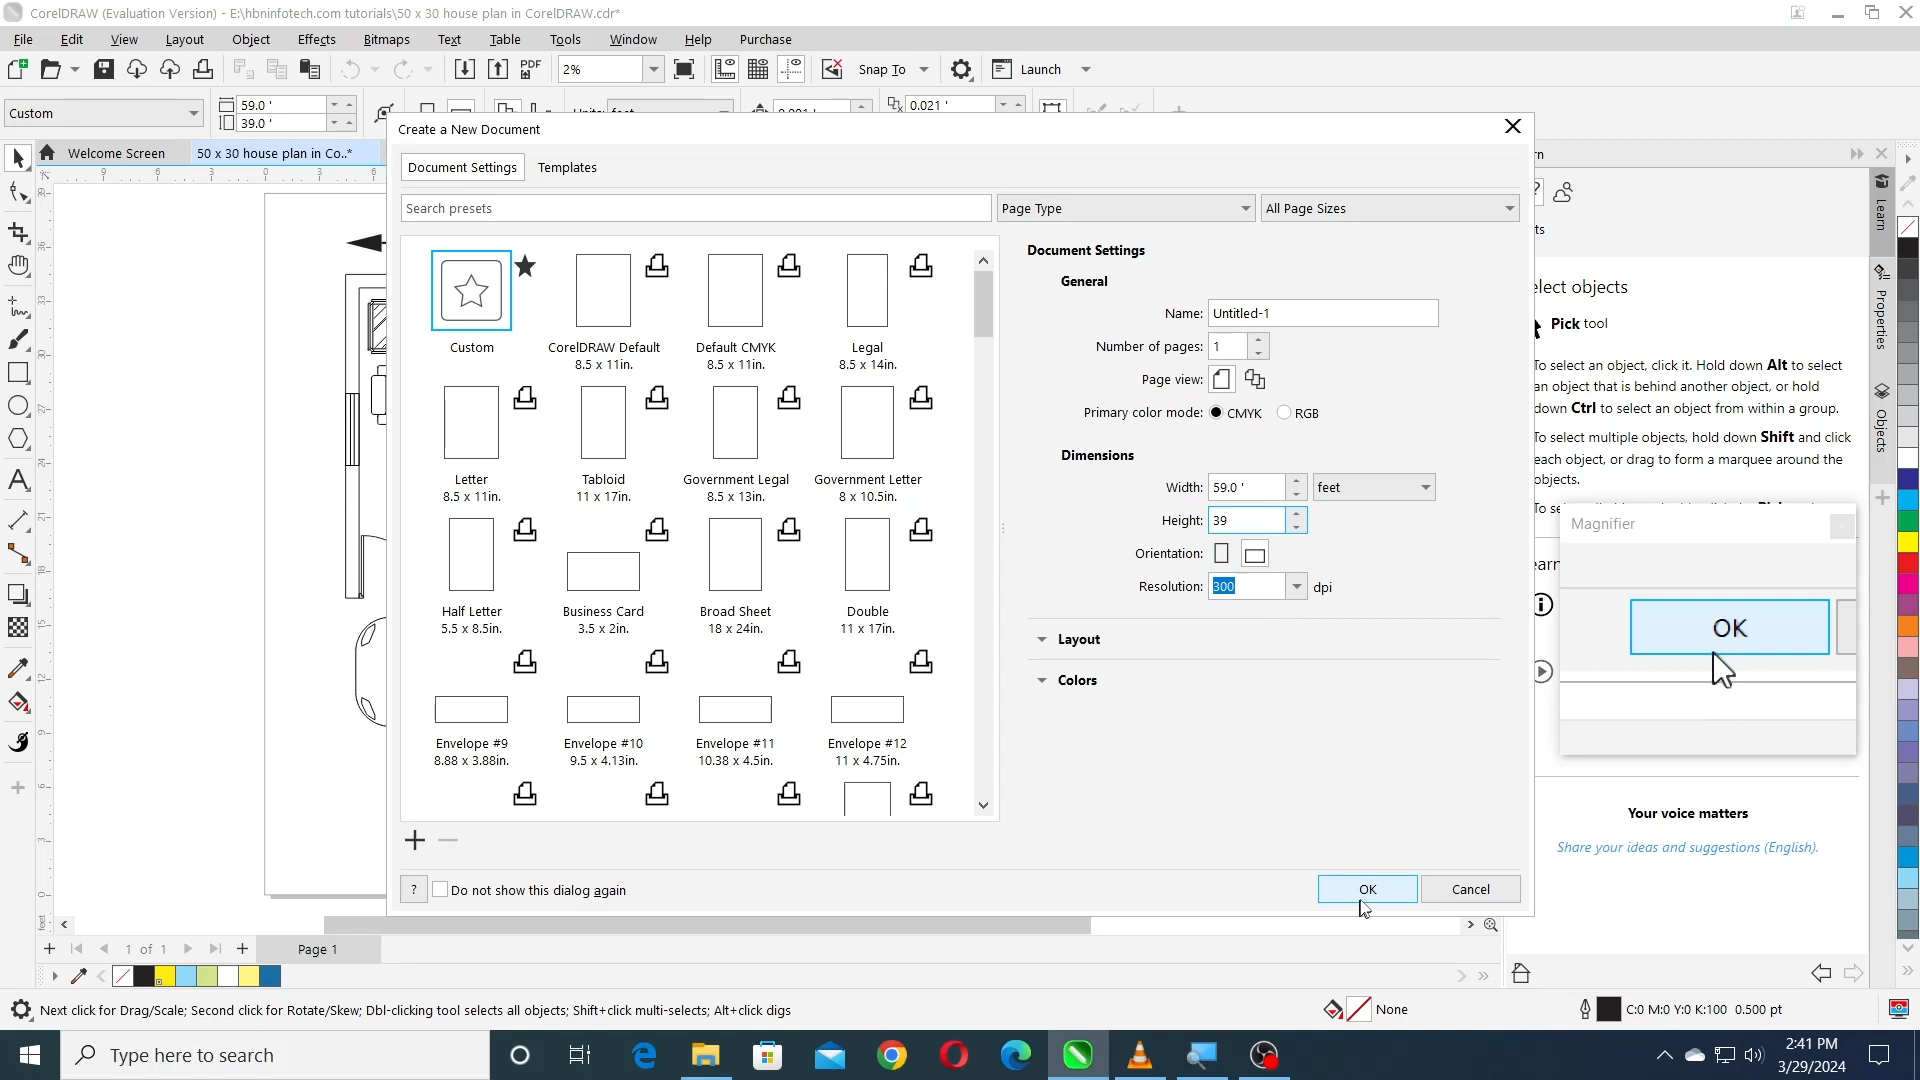 CorelDRAW (Evaluation Version) - E:\hbninfotech.com tutorials\50 x 30 house plan in CorelDRAW.cdr*
File Edit View Layout Object Effects Bitmaps Text Table Tools Window Help Purchase
PDF 2% Snap To Launch
Custom 59.0 ' 39.0 ' 0.021 '
Welcome Screen 50 x 30 house plan in Co..*
Create a New Document
Document Settings Templates
Search presets Page Type All Page Sizes
Custom
CorelDRAW Default
8.5 x 11in.
Default CMYK
8.5 x 11in.
Legal
8.5 x 14in.
Letter
8.5 x 11in.
Tabloid
11 x 17in.
Government Legal
8.5 x 13in.
Government Letter
8 x 10.5in.
Half Letter
5.5 x 8.5in.
Business Card
3.5 x 2in.
Broad Sheet
18 x 24in.
Double
11 x 17in.
Envelope #9
8.88 x 3.88in.
Envelope #10
9.5 x 4.13in.
Envelope #11
10.38 x 4.5in.
Envelope #12
11 x 4.75in.
Document Settings
General
Name: Untitled-1
Number of pages: 1
Page view:
Primary color mode: CMYK RGB
Dimensions
Width: 59.0 ' feet
Height: 39
Orientation:
Resolution: 300 dpi
Layout
Colors
? Do not show this dialog again OK Cancel
elect objects
Pick tool
To select an object, click it. Hold down Alt to select
an object that is behind another object, or hold
down Ctrl to select an object from within a group.
To select multiple objects, hold down Shift and click
each object, or drag to form a marquee around the
objects.
Magnifier
OK
Your voice matters
Share your ideas and suggestions (English).
Learn
Properties
Objects
1 of 1 Page 1
Next click for Drag/Scale; Second click for Rotate/Skew; Dbl-clicking tool selects all objects; Shift+click multi-selects; Alt+click digs
None
C:0 M:0 Y:0 K:100 0.500 pt
Type here to search
2:41 PM
3/29/2024